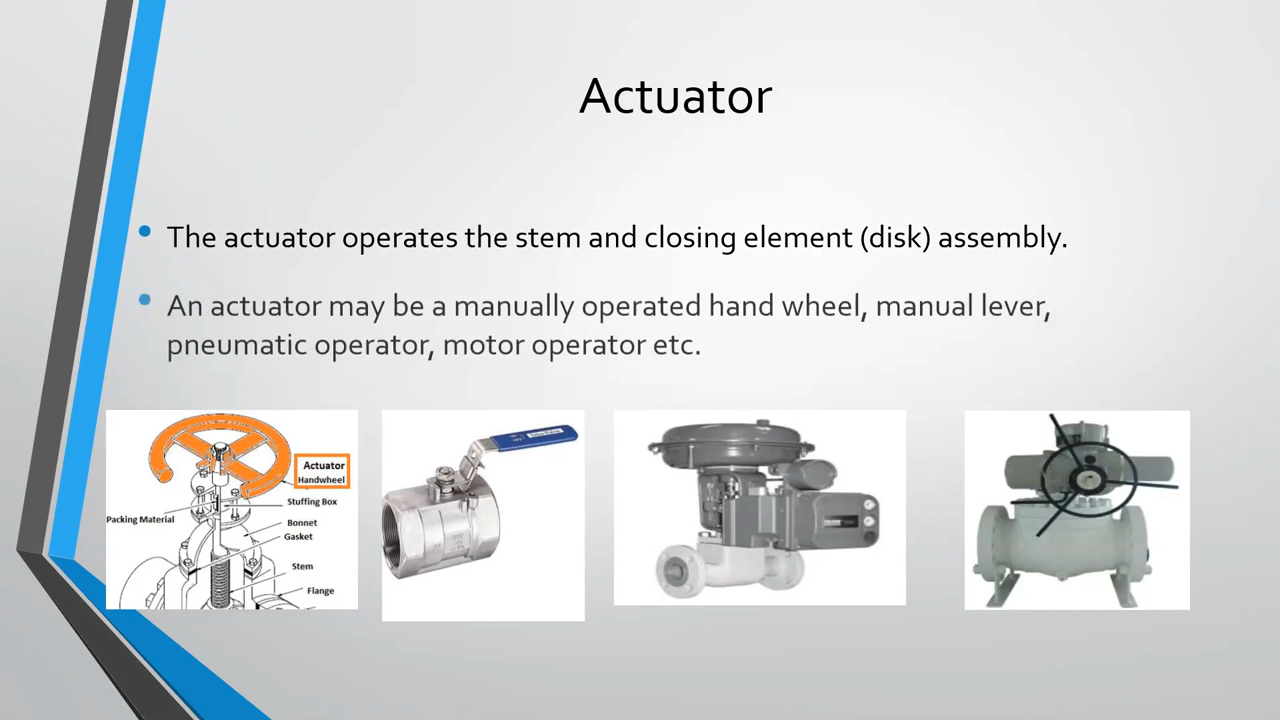 Actuator
The actuator operates the stem and closing element (disk) assembly.
An actuator may be a manually operated hand wheel, manual lever,
pneumatic operator, motor operator etc.
Actuator
Handwheel
Stuffing Box
Packing Material
Bonnet
Gasket
Stem
Flange